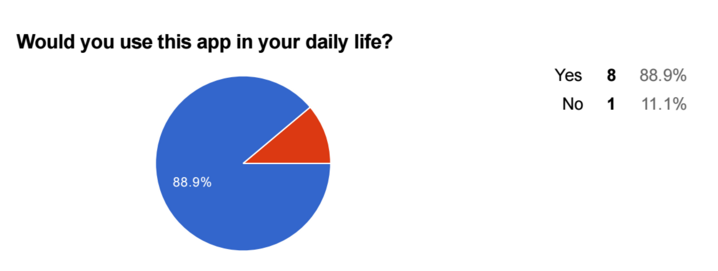 Would you use this app in your daily life?
Yes 8 88.9%
No 1 11.1%
88.9%